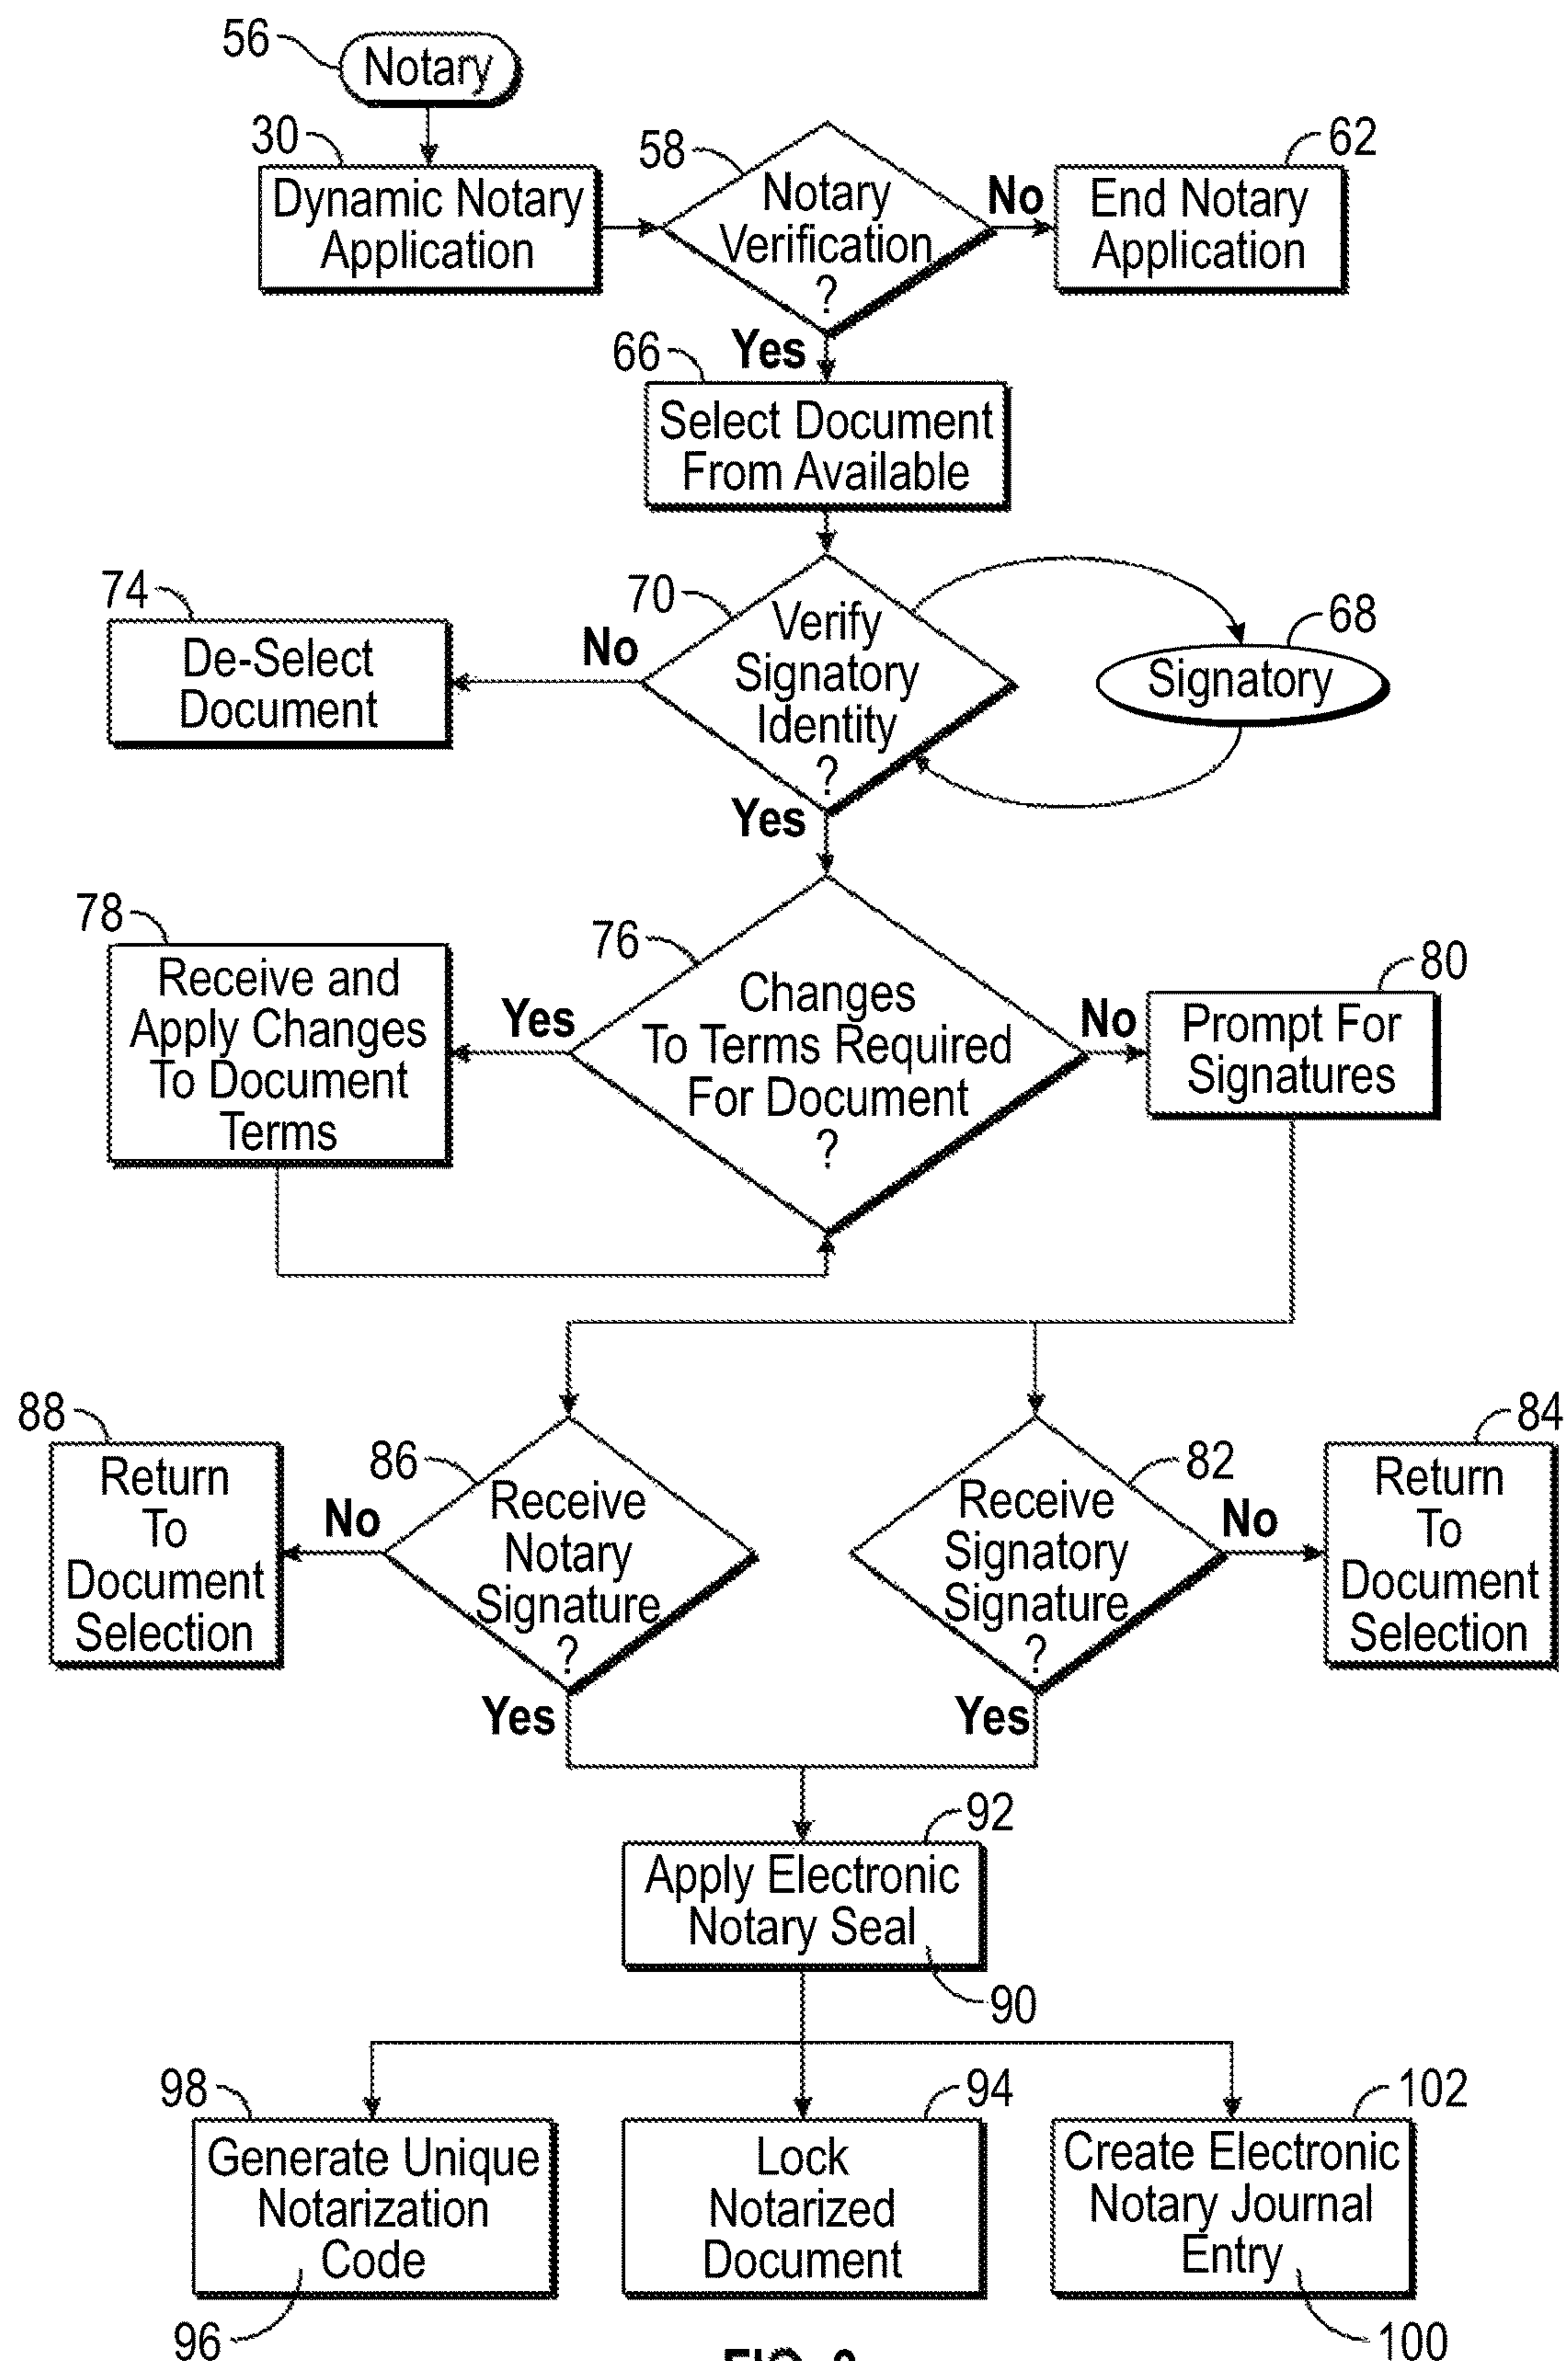 56
Notary
30
Dynamic Notary
Application
58
Notary
Verification
?
No
62
End Notary
Application
Yes
66
Select Document
From Available
70
Verify
Signatory
Identity
?
No
74
De-Select
Document
68
Signatory
Yes
76
Changes
To Terms Required
For Document
?
Yes
78
Receive and
Apply Changes
To Document
Terms
No
80
Prompt For
Signatures
86
Receive
Notary
Signature
?
No
88
Return
To
Document
Selection
82
Receive
Signatory
Signature
?
No
84
Return
To
Document
Selection
Yes
Yes
92
Apply Electronic
Notary Seal
90
98
Generate Unique
Notarization
Code
96
94
Lock
Notarized
Document
102
Create Electronic
Notary Journal
Entry
100